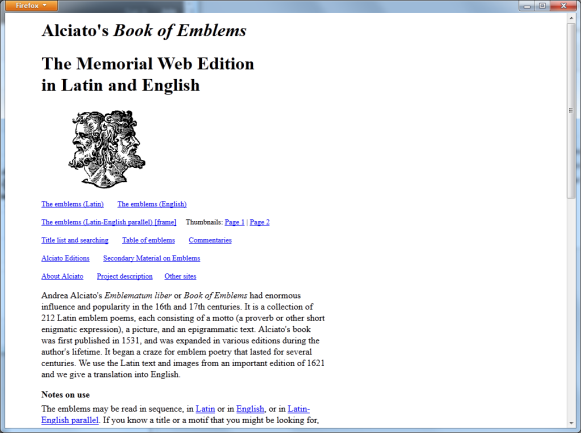 Firefox
Alciato's Book of Emblems
The Memorial Web Edition
in Latin and English
The emblems (Latin) The emblems (English)
The emblems (Latin-English parallel) [frame] Thumbnails: Page 1 | Page 2
Title list and searching Table of emblems Commentaries
Alciato Editions Secondary Material on Emblems
About Alciato Project description Other sites
Andrea Alciato's Emblematum liber or Book of Emblems had enormous
influence and popularity in the 16th and 17th centuries. It is a collection of
212 Latin emblem poems, each consisting of a motto (a proverb or other short
enigmatic expression), a picture, and an epigrammatic text. Alciato's book
was first published in 1531, and was expanded in various editions during the
author's lifetime. It began a craze for emblem poetry that lasted for several
centuries. We use the Latin text and images from an important edition of 1621
and we give a translation into English.
Notes on use
The emblems may be read in sequence, in Latin or in English, or in Latin-
English parallel. If you know a title or a motif that you might be looking for,